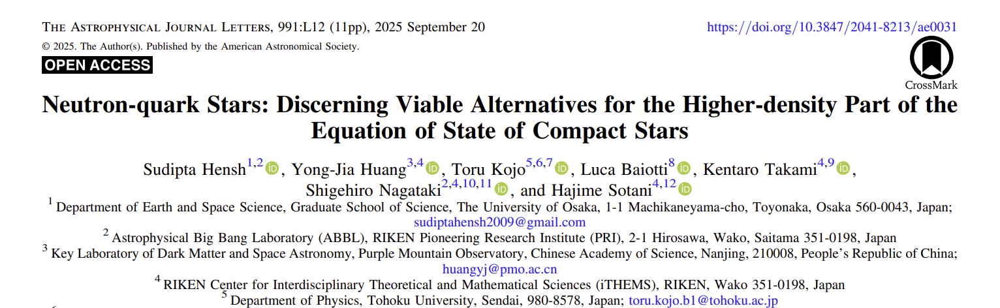 THE ASTROPHYSICAL JOURNAL LETTERS, 991:L12 (11pp), 2025 September 20
https://doi.org/10.3847/2041-8213/ae0031
© 2025. The Author(s). Published by the American Astronomical Society.
OPEN ACCESS
CrossMark
Neutron-quark Stars: Discerning Viable Alternatives for the Higher-density Part of the
Equation of State of Compact Stars
Sudipta Hensh1,2 iD, Yong-Jia Huang3,4 iD, Toru Kojo5,6,7 iD, Luca Baiotti8 iD, Kentaro Takami4,9 iD,
Shigehiro Nagataki2,4,10,11 iD, and Hajime Sotani4,12 iD
1 Department of Earth and Space Science, Graduate School of Science, The University of Osaka, 1-1 Machikaneyama-cho, Toyonaka, Osaka 560-0043, Japan;
sudiptahensh2009@gmail.com
2 Astrophysical Big Bang Laboratory (ABBL), RIKEN Pioneering Research Institute (PRI), 2-1 Hirosawa, Wako, Saitama 351-0198, Japan
3 Key Laboratory of Dark Matter and Space Astronomy, Purple Mountain Observatory, Chinese Academy of Science, Nanjing, 210008, People's Republic of China;
huangyj@pmo.ac.cn
4 RIKEN Center for Interdisciplinary Theoretical and Mathematical Sciences (iTHEMS), RIKEN, Wako 351-0198, Japan
5 Department of Physics, Tohoku University, Sendai, 980-8578, Japan; toru.kojo.b1@tohoku.ac.jp